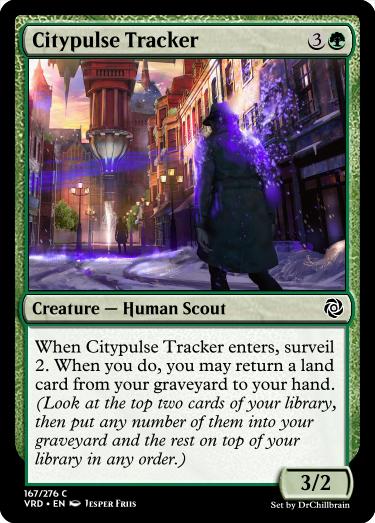 Citypulse Tracker 3
Creature — Human Scout
When Citypulse Tracker enters, surveil
2. When you do, you may return a land
card from your graveyard to your hand.
(Look at the top two cards of your library,
then put any number of them into your
graveyard and the rest on top of your
library in any order.)
3/2
167/276 C
VRD • EN Jesper Friis
Set by DrChillbrain